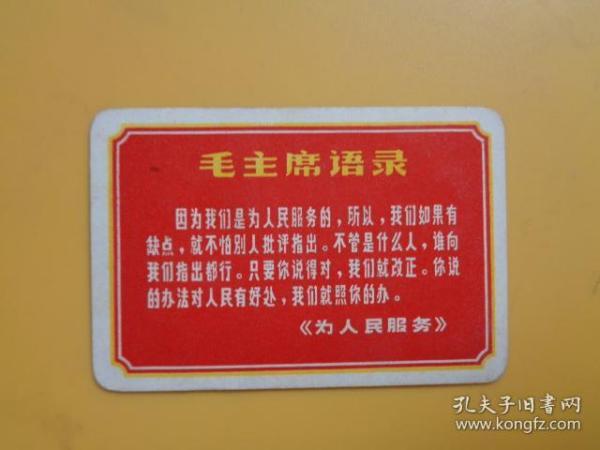 毛主席语录
因为我们是为人民服务的，所以，我们如果有
缺点，就不怕别人批评指出。不管是什么人，谁向
我们指出都行。只要你说得对，我们就改正。你说
的办法对人民有好处，我们就照你的办。
《为人民服务》
孔夫子旧書网
www.kongfz.com